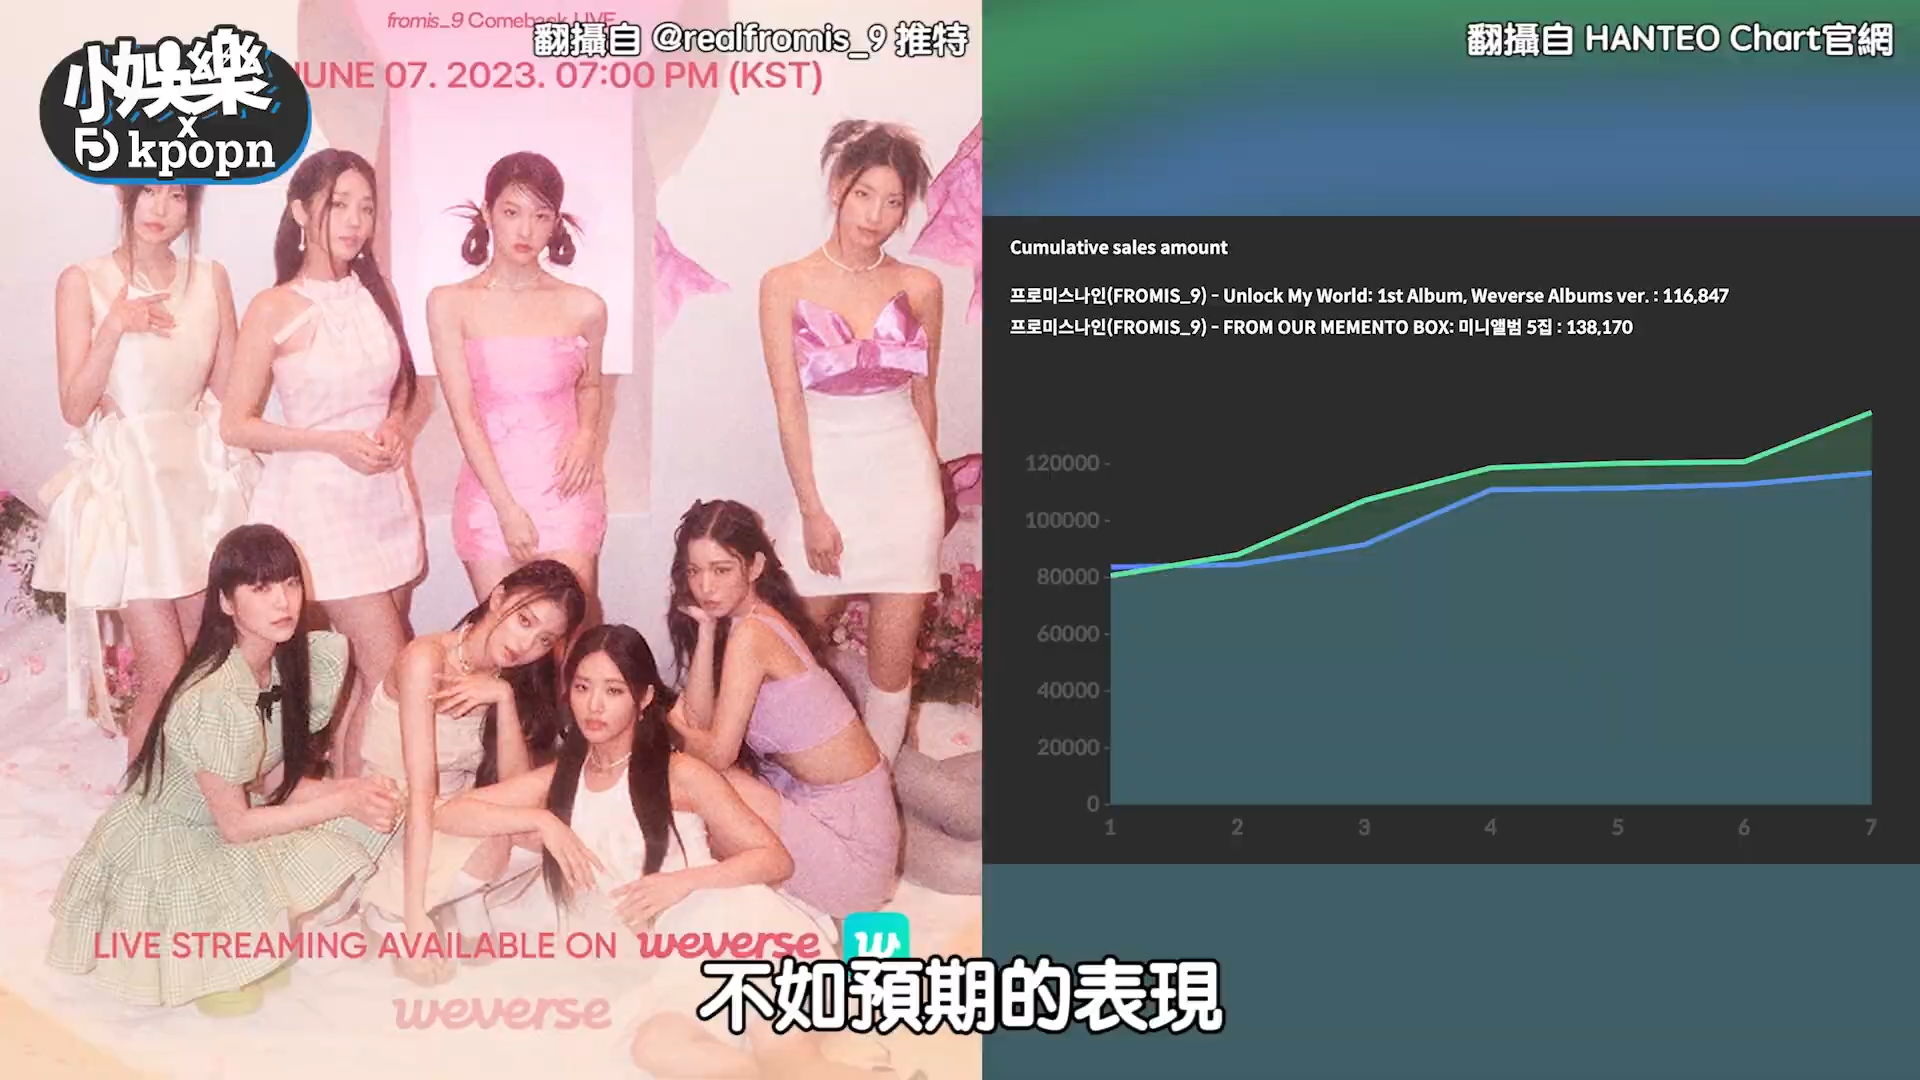 fromis_9 Comeback LIVE
翻攝自 @realfromis_9 推特
翻攝自 HANTEO Chart官網
JUNE 07. 2023. 07:00 PM (KST)
小娛樂
x
kpopn
Cumulative sales amount
프로미스나인(FROMIS_9) - Unlock My World: 1st Album, Weverse Albums ver. : 116,847
프로미스나인(FROMIS_9) - FROM OUR MEMENTO BOX: 미니앨범 5집 : 138,170
120000
100000
80000
60000
40000
20000
0
1 2 3 4 5 6 7
LIVE STREAMING AVAILABLE ON weverse w
weverse
不如預期的表現